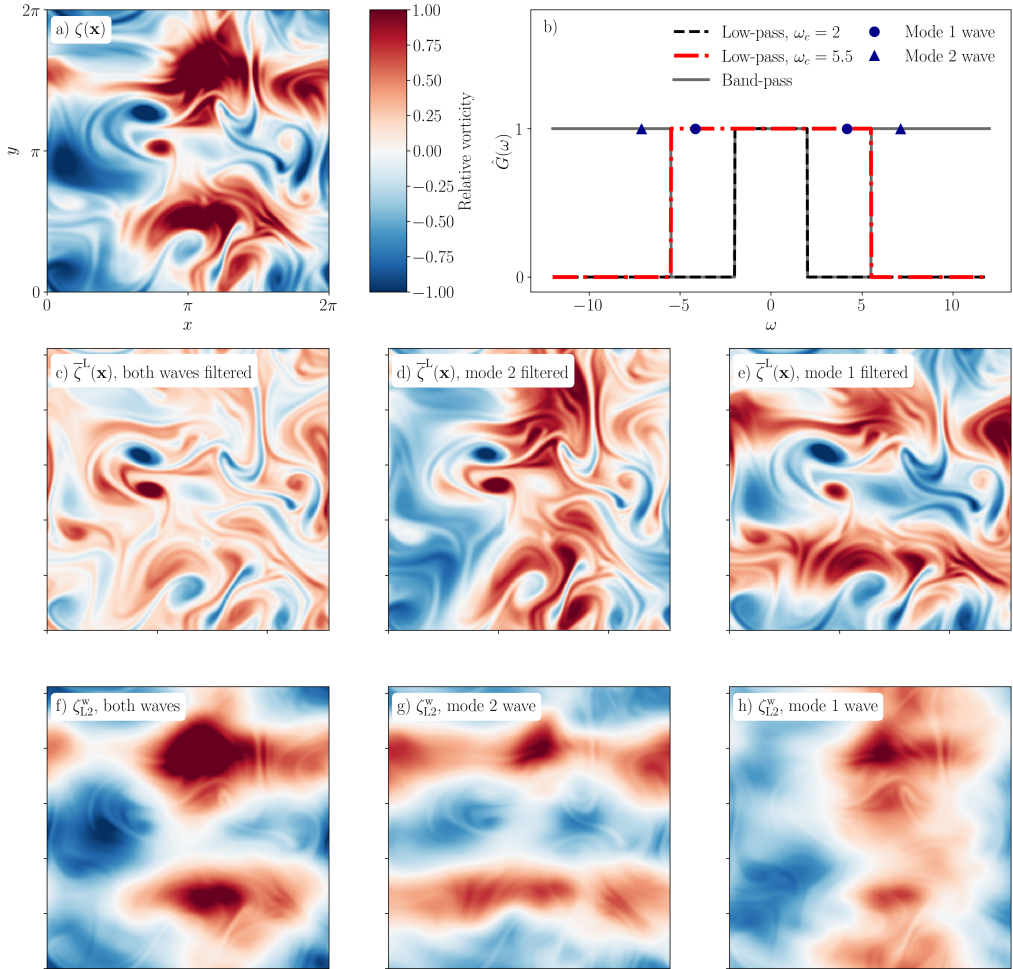 a) ζ(x)
2π
π
0
y
0
π
2π
x
1.00
0.75
0.50
0.25
0.00
−0.25
−0.50
−0.75
−1.00
Relative vorticity
b)
Low-pass, ω_c = 2
Low-pass, ω_c = 5.5
Band-pass
Mode 1 wave
Mode 2 wave
1
0
Ĝ(ω)
−10
−5
0
5
10
ω
c) ζ̅ᴸ(x), both waves filtered
d) ζ̅ᴸ(x), mode 2 filtered
e) ζ̅ᴸ(x), mode 1 filtered
f) ζ^w_L2, both waves
g) ζ^w_L2, mode 2 wave
h) ζ^w_L2, mode 1 wave